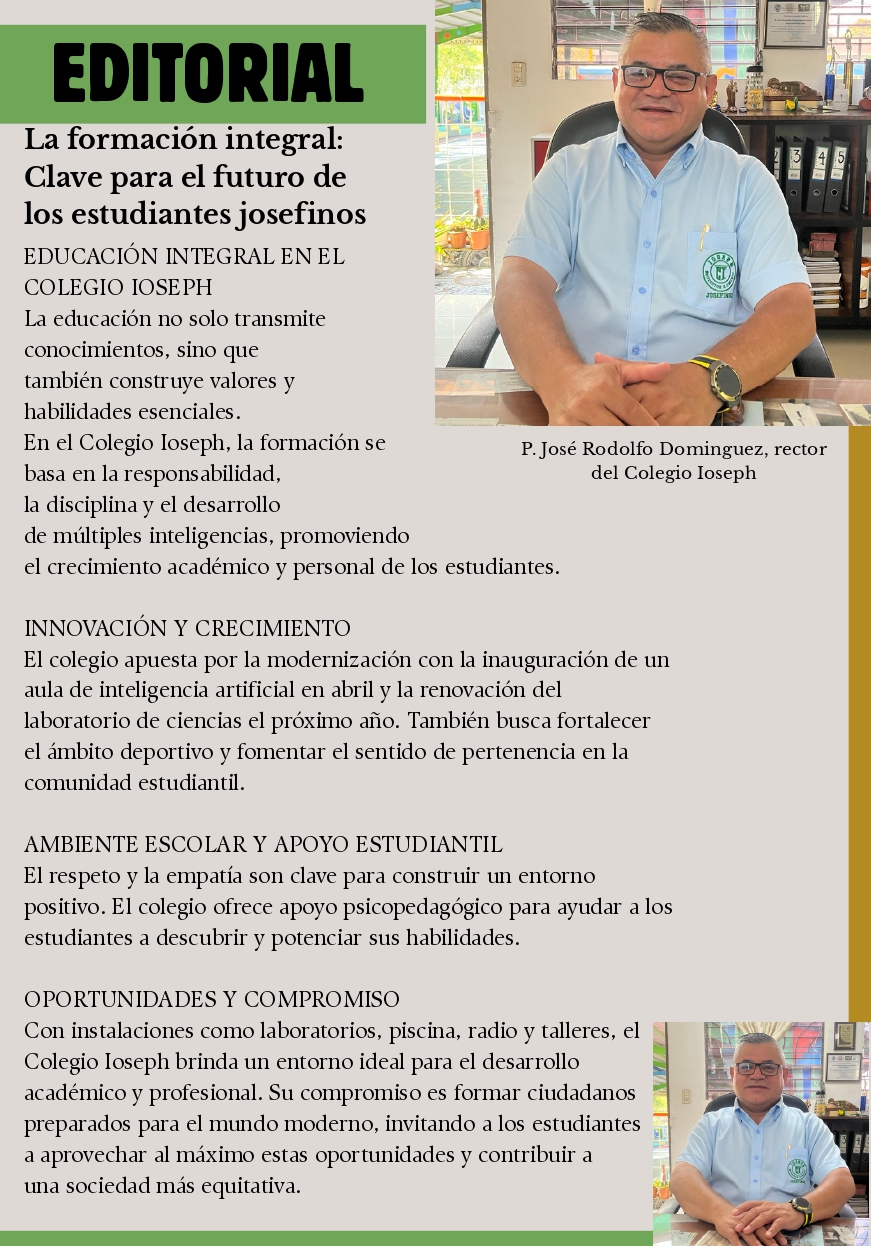 EDITORIAL
La formación integral:
Clave para el futuro de
los estudiantes josefinos
EDUCACIÓN INTEGRAL EN EL
COLEGIO IOSEPH
La educación no solo transmite
conocimientos, sino que
también construye valores y
habilidades esenciales.
En el Colegio Ioseph, la formación se
basa en la responsabilidad,
la disciplina y el desarrollo
de múltiples inteligencias, promoviendo
el crecimiento académico y personal de los estudiantes.
P. José Rodolfo Dominguez, rector
del Colegio Ioseph
INNOVACIÓN Y CRECIMIENTO
El colegio apuesta por la modernización con la inauguración de un
aula de inteligencia artificial en abril y la renovación del
laboratorio de ciencias el próximo año. También busca fortalecer
el ámbito deportivo y fomentar el sentido de pertenencia en la
comunidad estudiantil.
AMBIENTE ESCOLAR Y APOYO ESTUDIANTIL
El respeto y la empatía son clave para construir un entorno
positivo. El colegio ofrece apoyo psicopedagógico para ayudar a los
estudiantes a descubrir y potenciar sus habilidades.
OPORTUNIDADES Y COMPROMISO
Con instalaciones como laboratorios, piscina, radio y talleres, el
Colegio Ioseph brinda un entorno ideal para el desarrollo
académico y profesional. Su compromiso es formar ciudadanos
preparados para el mundo moderno, invitando a los estudiantes
a aprovechar al máximo estas oportunidades y contribuir a
una sociedad más equitativa.
3 4 5
IOSEPH
JOSEFINOS